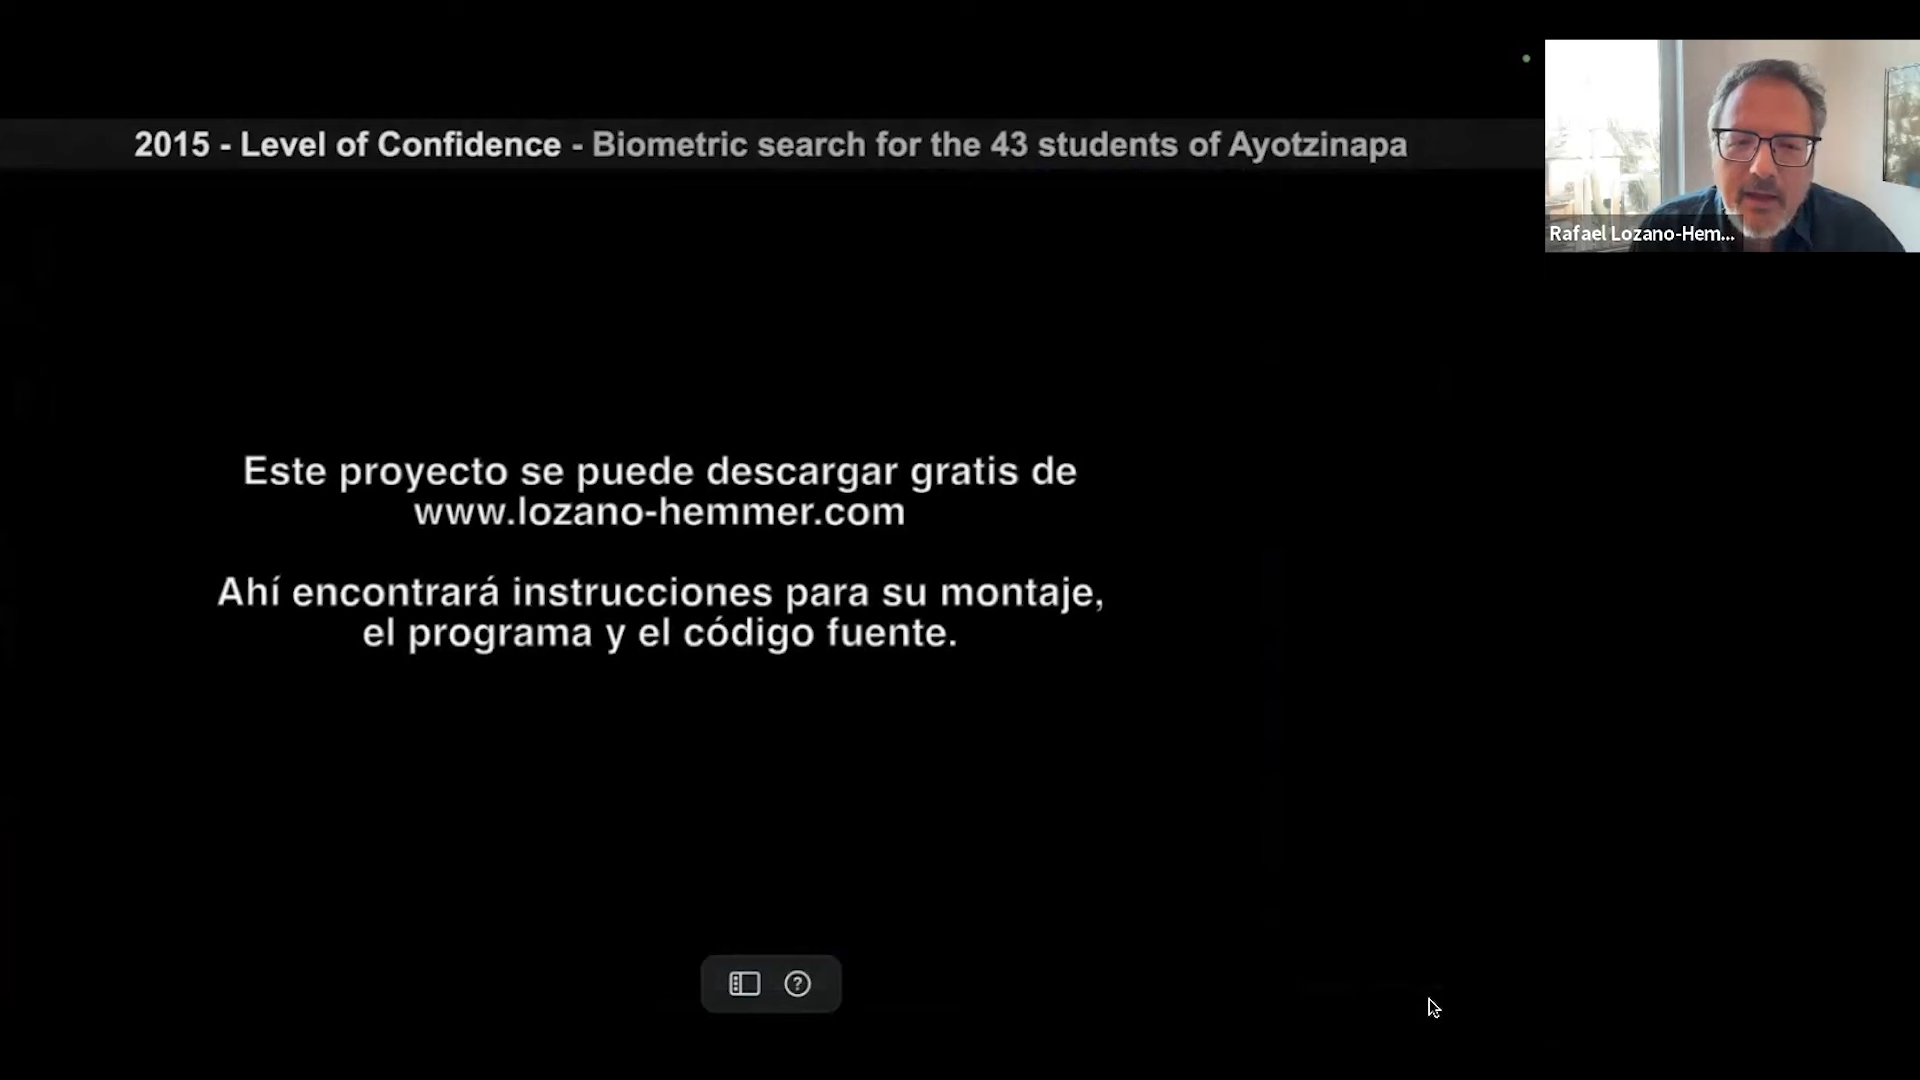 2015 - Level of Confidence - Biometric search for the 43 students of Ayotzinapa
Rafael Lozano-Hem...
Este proyecto se puede descargar gratis de
www.lozano-hemmer.com
Ahí encontrará instrucciones para su montaje,
el programa y el código fuente.